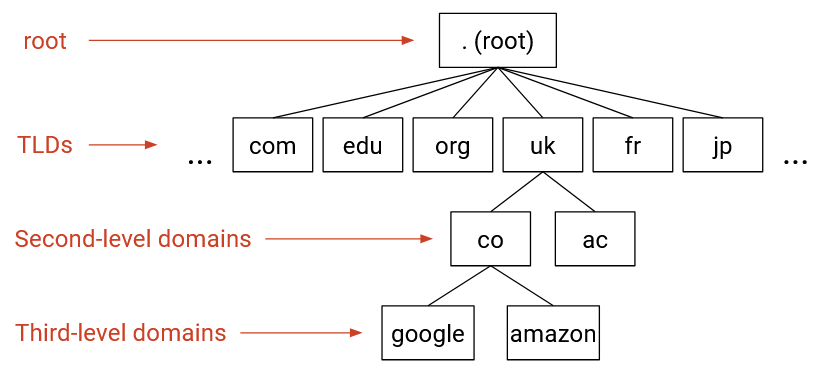 root . (root)
TLDs ... com edu org uk fr jp ...
Second-level domains co ac
Third-level domains google amazon